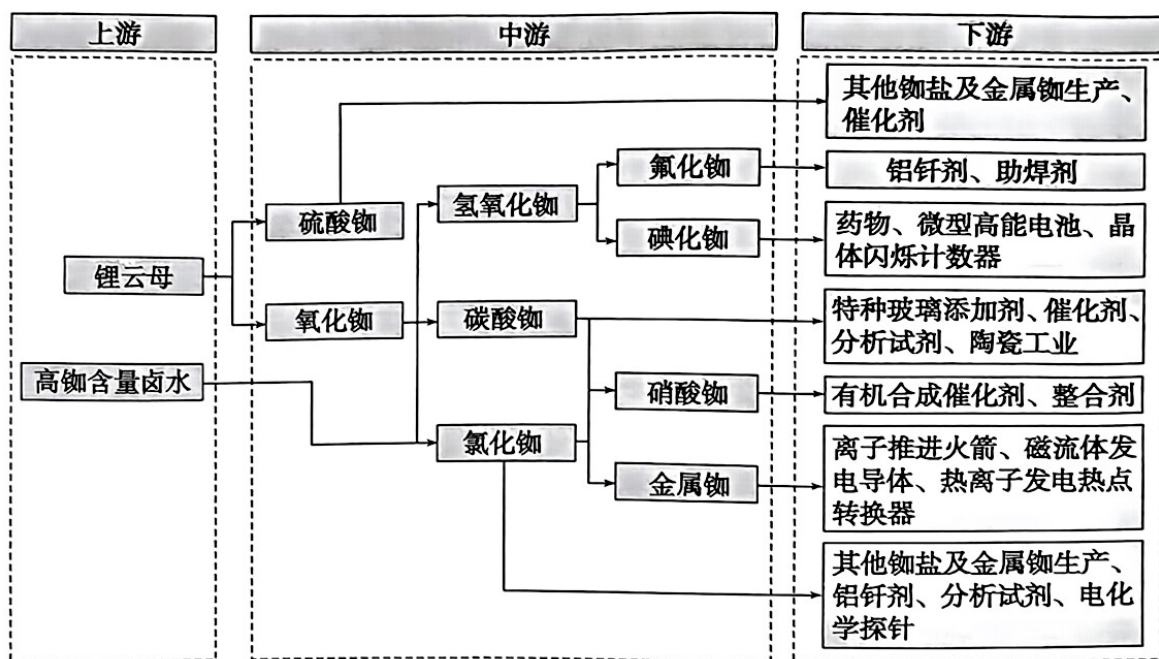 上游
中游
下游
其他铷盐及金属铷生产、
催化剂
氟化铷
铝钎剂、助焊剂
氢氧化铷
硫酸铷
碘化铷
药物、微型高能电池、晶
体闪烁计数器
锂云母
氧化铷
碳酸铷
特种玻璃添加剂、催化剂、
分析试剂、陶瓷工业
高铷含量卤水
硝酸铷
有机合成催化剂、整合剂
氯化铷
离子推进火箭、磁流体发
电导体、热离子发电热点
转换器
金属铷
其他铷盐及金属铷生产、
铝钎剂、分析试剂、电化
学探针